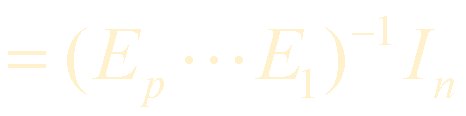 = (E_p ⋯ E_1)^{-1} I_n